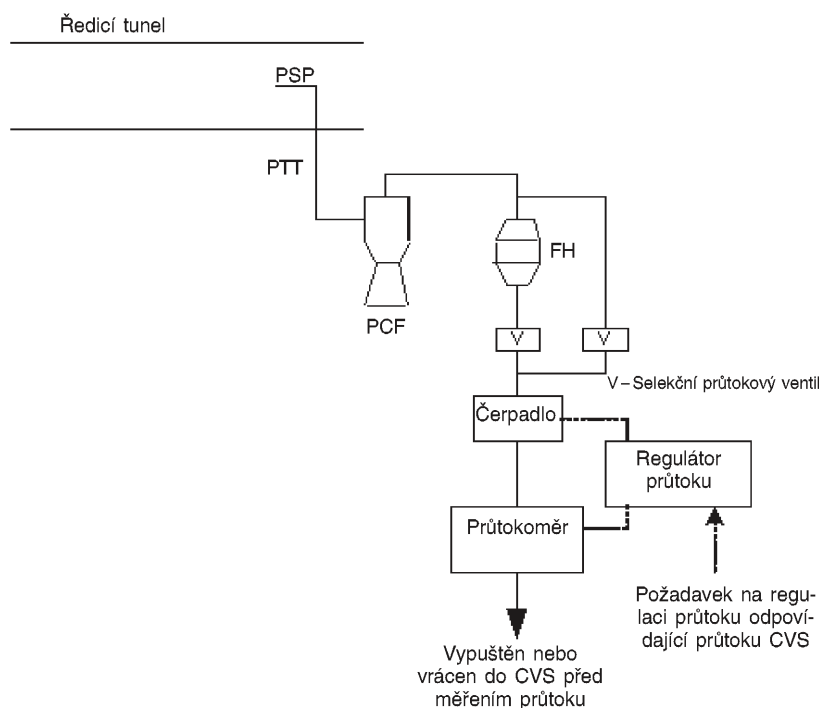 Ředicí tunel
PSP
PTT
FH
PCF
V
V
V – Selekční průtokový ventil
Čerpadlo
Regulátor
průtoku
Průtokoměr
Požadavek na regu-
laci průtoku odpoví-
dající průtoku CVS
Vypuštěn nebo
vrácen do CVS před
měřením průtoku